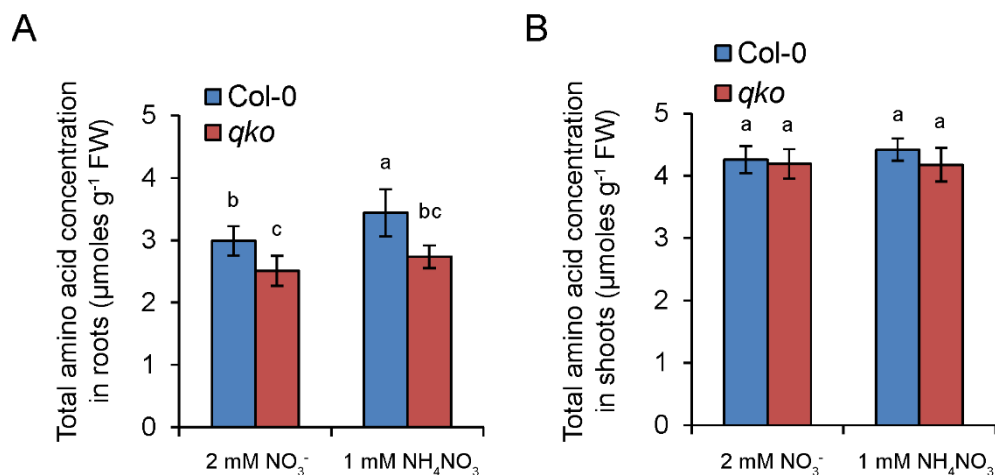 A
Total amino acid concentration
in roots (µmoles g⁻¹ FW)
Col-0
qko
5
4
3
2
1
0
b
c
a
bc
2 mM NO₃⁻
1 mM NH₄NO₃
B
Total amino acid concentration
in shoots (µmoles g⁻¹ FW)
Col-0
qko
5
4
3
2
1
0
a
a
a
a
2 mM NO₃⁻
1 mM NH₄NO₃